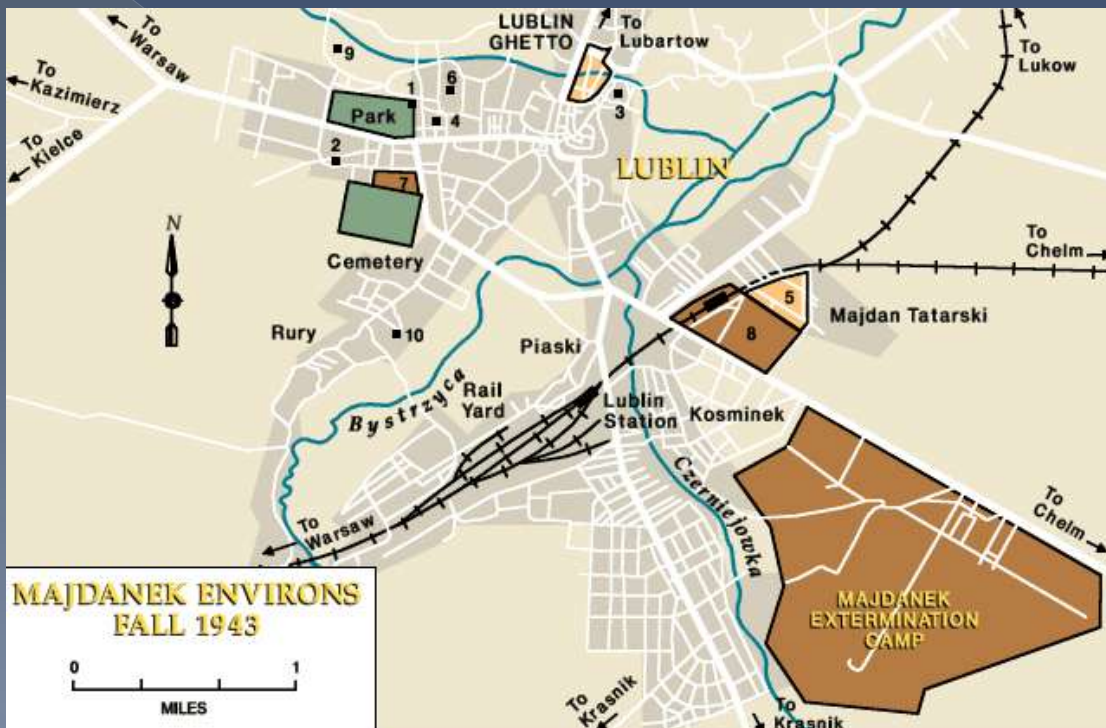 LUBLIN
GHETTO
To
Lubartow
To
Warsaw
To
Kazimierz
To
Kielce
To
Lukow
9
1
6
4
3
Park
2
7
LUBLIN
N
Cemetery
To
Chelm
5
8
Majdan Tatarski
Rury
10
Piaski
Bystrzyca
Rail
Yard
Lublin
Station
Kosminek
Czerniejowka
To
Warsaw
To
Chelm
MAJDANEK
EXTERMINATION
CAMP
To
Krasnik
To
Krasnik
MAJDANEK ENVIRONS
FALL 1943
0 1
MILES